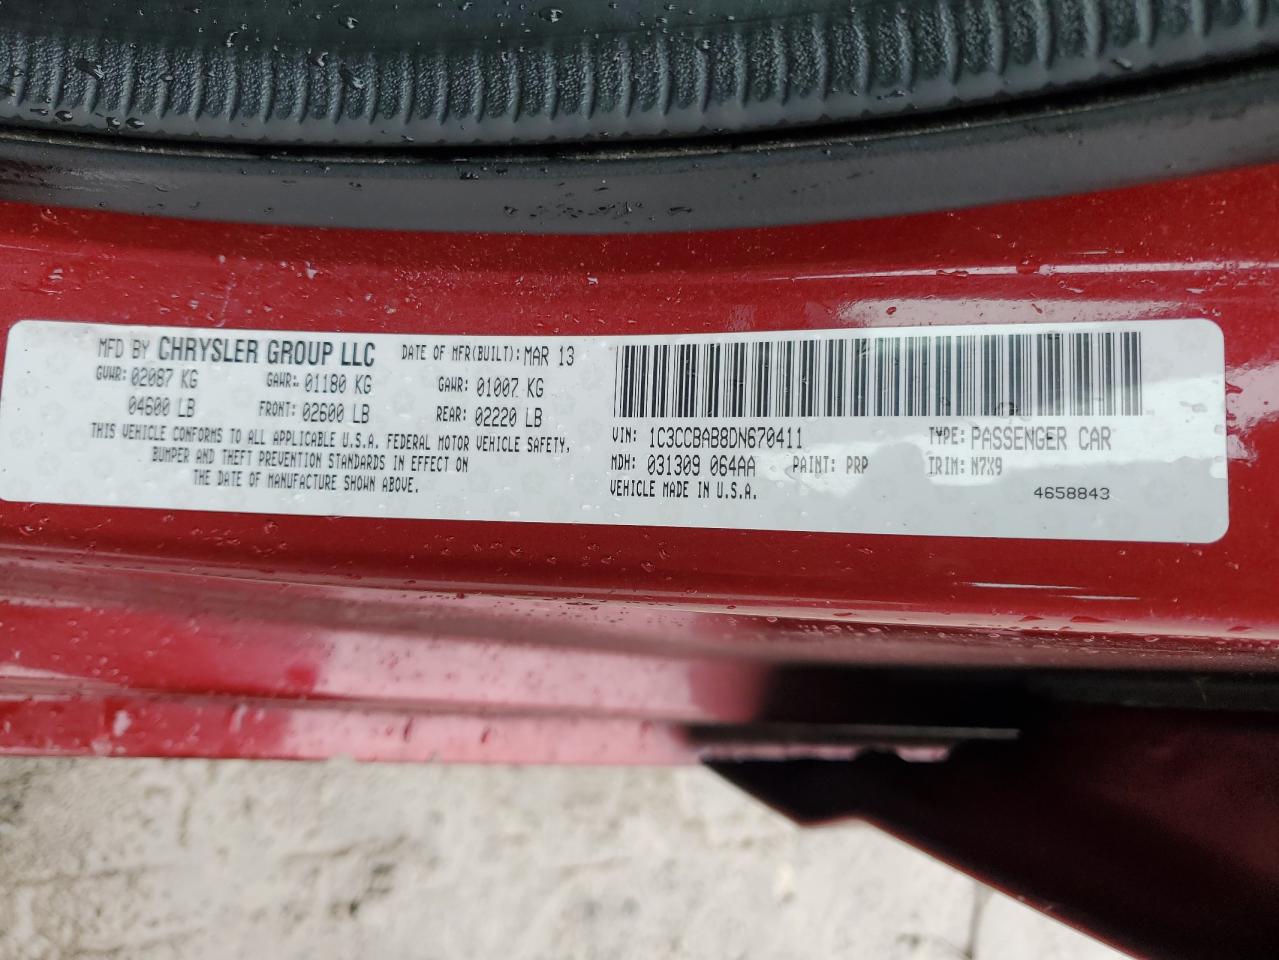 MFD BY CHRYSLER GROUP LLC DATE OF MFR(BUILT): MAR 13
GVWR: 02087 KG GAWR: 01180 KG GAWR: 01007 KG
04600 LB FRONT: 02600 LB REAR: 02220 LB
THIS VEHICLE CONFORMS TO ALL APPLICABLE U.S.A. FEDERAL MOTOR VEHICLE SAFETY,
BUMPER AND THEFT PREVENTION STANDARDS IN EFFECT ON
THE DATE OF MANUFACTURE SHOWN ABOVE.
VIN: 1C3CCBAB8DN670411 TYPE: PASSENGER CAR
MDH: 031309 064AA PAINT: PRP TRIM: N7X9
VEHICLE MADE IN U.S.A. 4658843